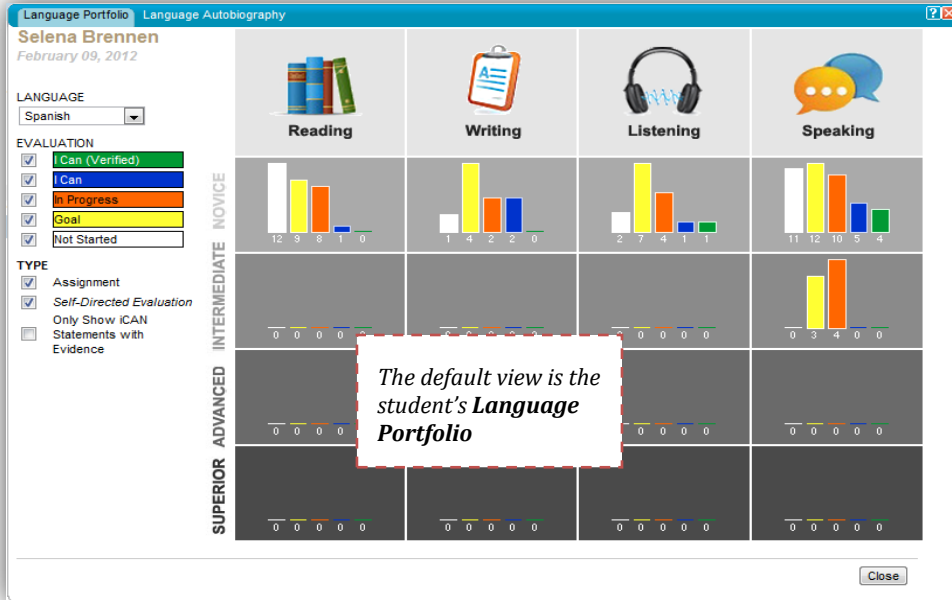 Language Portfolio Language Autobiography
Selena Brennen
February 09, 2012
LANGUAGE
Spanish
EVALUATION
I Can (Verified)
I Can
In Progress
Goal
Not Started
TYPE
Assignment
Self-Directed Evaluation
Only Show iCAN
Statements with
Evidence
Reading Writing Listening Speaking
NOVICE
12 9 8 1 0
1 4 2 2 0
2 7 4 1 1
11 12 10 5 4
INTERMEDIATE
0 0 0 0 0
0 0 0 0
0 3 4 0 0
ADVANCED
0 0 0 0
0 0 0 0
0 0 0 0 0
SUPERIOR
0 0 0 0 0
0 0 0 0 0
0 0 0 0 0
0 0 0 0 0
The default view is the
student’s Language
Portfolio
Close